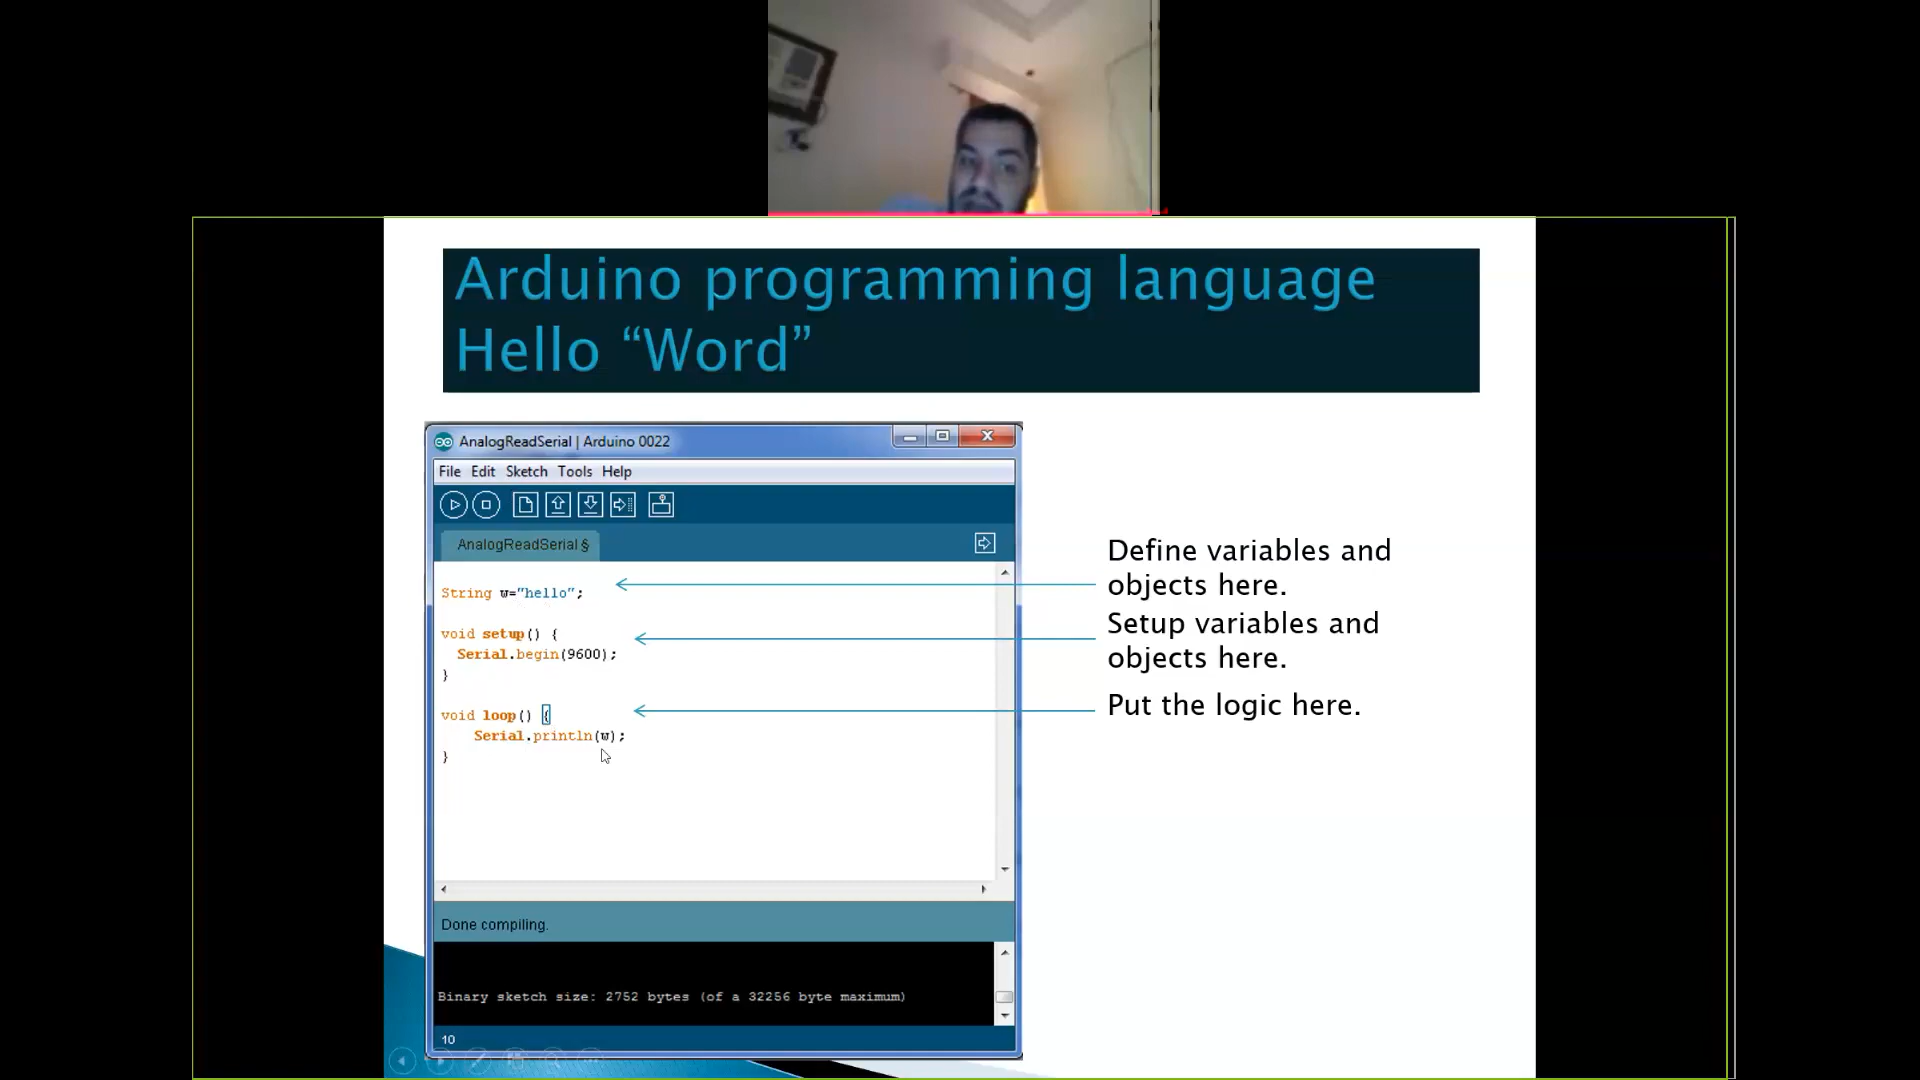 Arduino programming language
Hello “Word”
AnalogReadSerial | Arduino 0022
File Edit Sketch Tools Help
AnalogReadSerial §
String w="hello";
void setup() {
Serial.begin(9600);
}
void loop() {
Serial.println(w);
}
Define variables and
objects here.
Setup variables and
objects here.
Put the logic here.
Done compiling.
Binary sketch size: 2752 bytes (of a 32256 byte maximum)
10